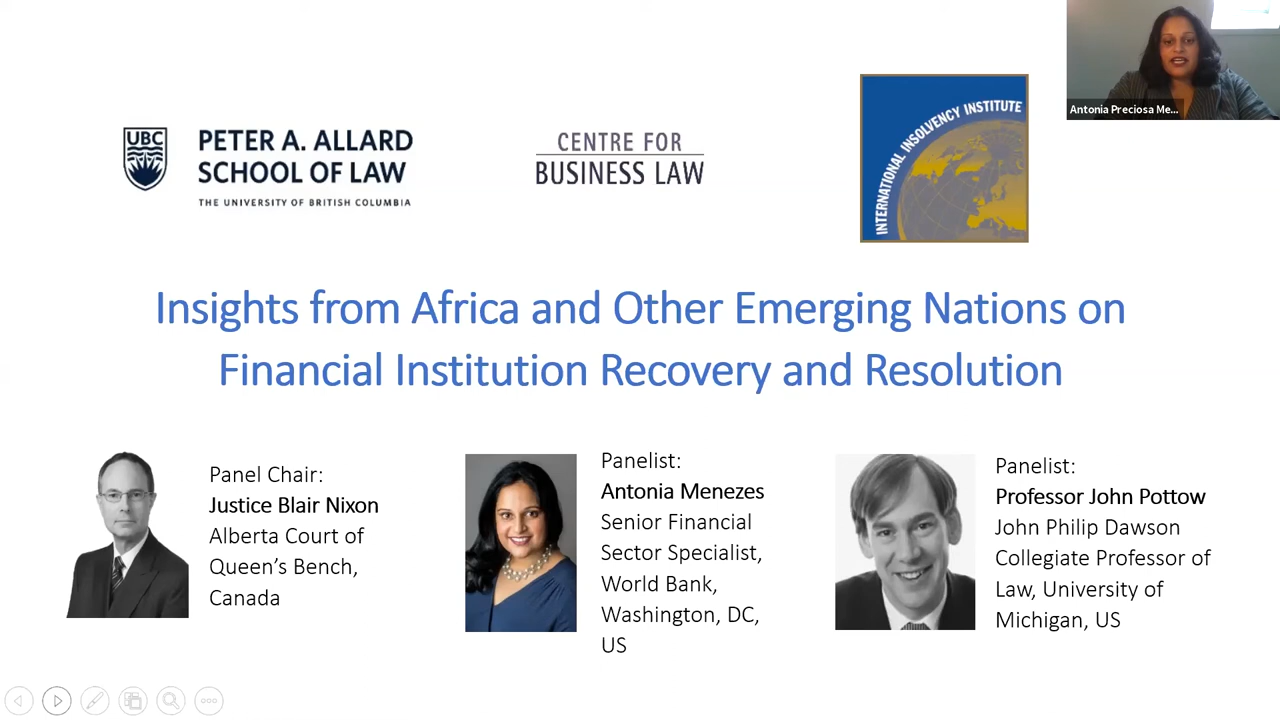 UBC
PETER A. ALLARD
SCHOOL OF LAW
THE UNIVERSITY OF BRITISH COLUMBIA
CENTRE FOR
BUSINESS LAW
INTERNATIONAL INSOLVENCY INSTITUTE
Antonia Preciosa Me...
Insights from Africa and Other Emerging Nations on
Financial Institution Recovery and Resolution
Panel Chair:
Justice Blair Nixon
Alberta Court of
Queen's Bench,
Canada
Panelist:
Antonia Menezes
Senior Financial
Sector Specialist,
World Bank,
Washington, DC,
US
Panelist:
Professor John Pottow
John Philip Dawson
Collegiate Professor of
Law, University of
Michigan, US